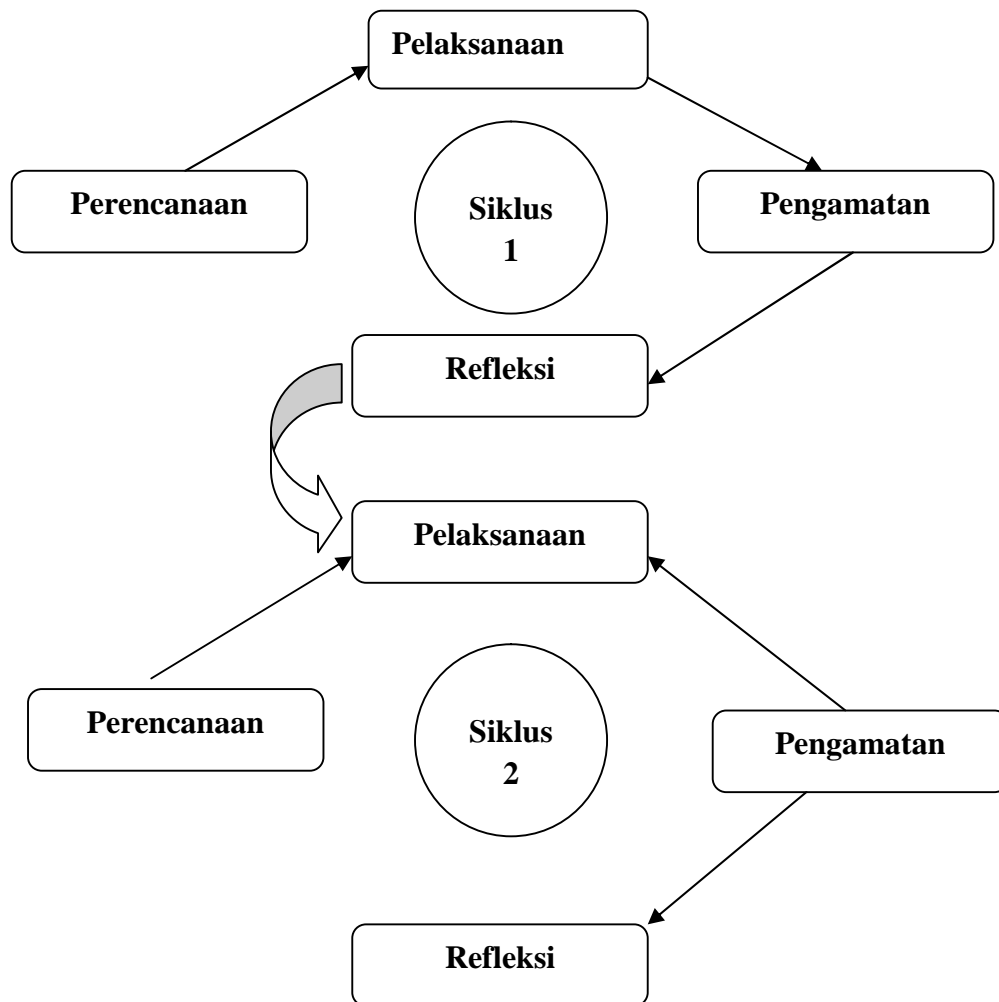 Pelaksanaan
Perencanaan
Siklus
1
Pengamatan
Refleksi
Pelaksanaan
Perencanaan
Siklus
2
Pengamatan
Refleksi